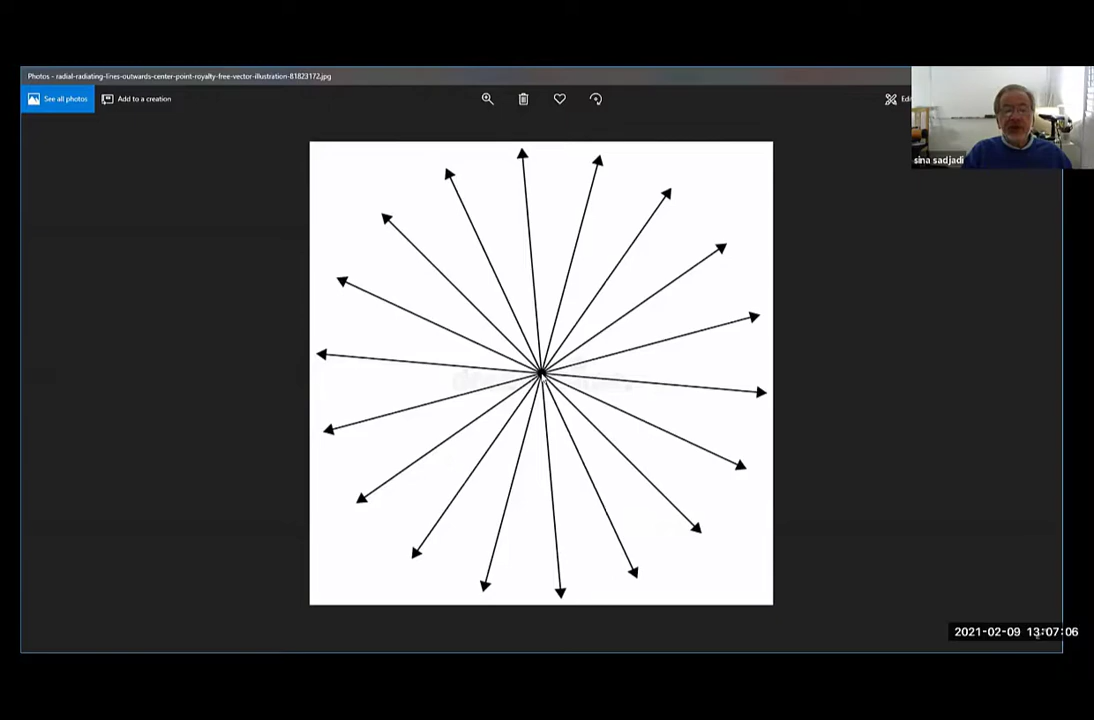 Photos - radial-radiating-lines-outwards-center-point-royalty-free-vector-illustration-81823172.jpg
See all photos
Add to a creation
sina sadjadi
2021-02-09 13:07:06